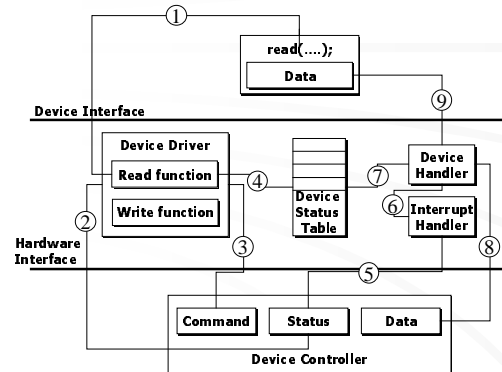 ①
read(....);
Data
⑨
Device Interface
Device Driver
Read function
Write function
④
②
③
Device
Status
Table
⑦
Device
Handler
⑥
Interrupt
Handler
⑧
Hardware
Interface
⑤
Command
Status
Data
Device Controller